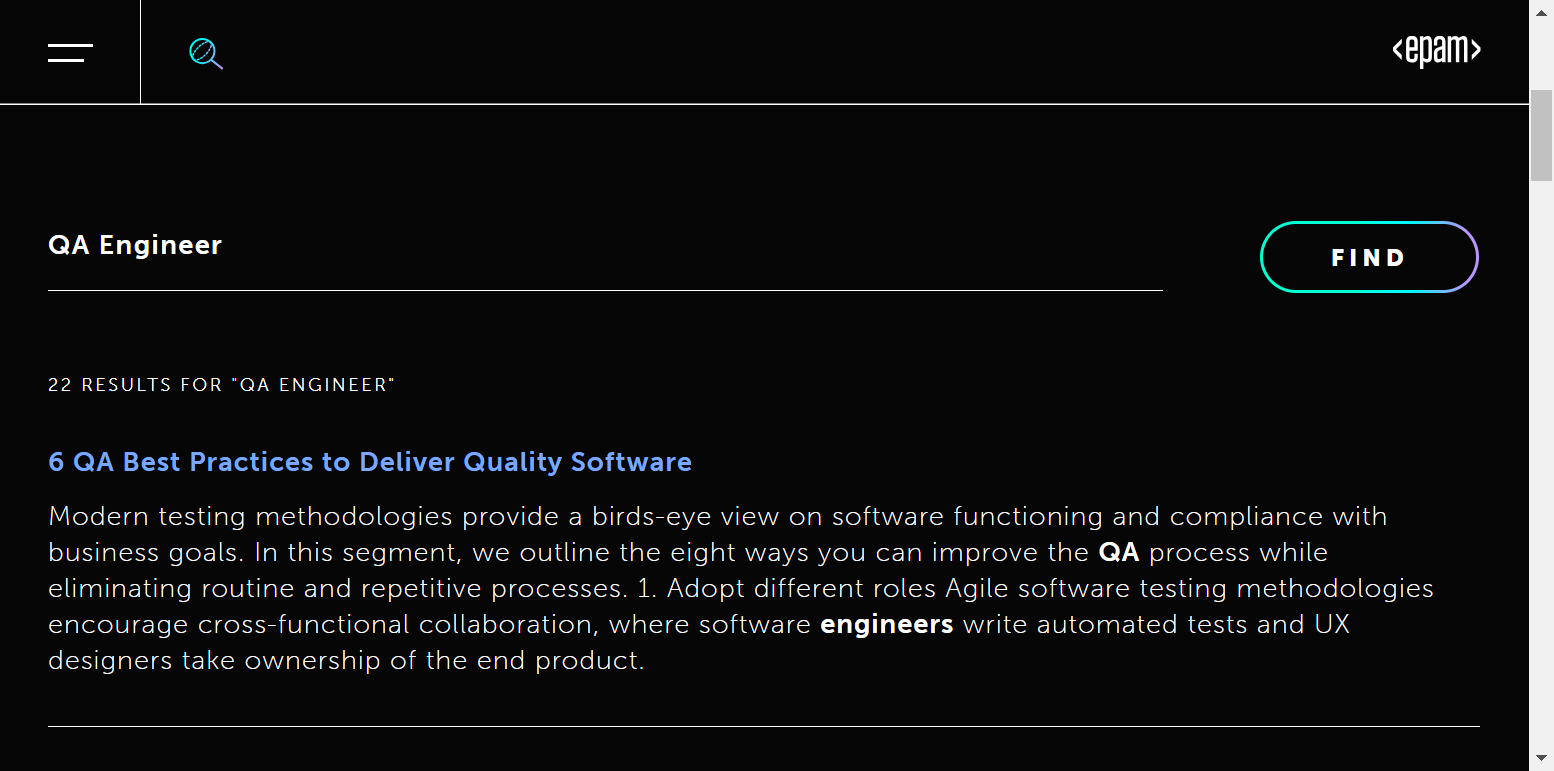 <epam>
QA Engineer
FIND
22 RESULTS FOR "QA ENGINEER"
6 QA Best Practices to Deliver Quality Software
Modern testing methodologies provide a birds-eye view on software functioning and compliance with
business goals. In this segment, we outline the eight ways you can improve the QA process while
eliminating routine and repetitive processes. 1. Adopt different roles Agile software testing methodologies
encourage cross-functional collaboration, where software engineers write automated tests and UX
designers take ownership of the end product.